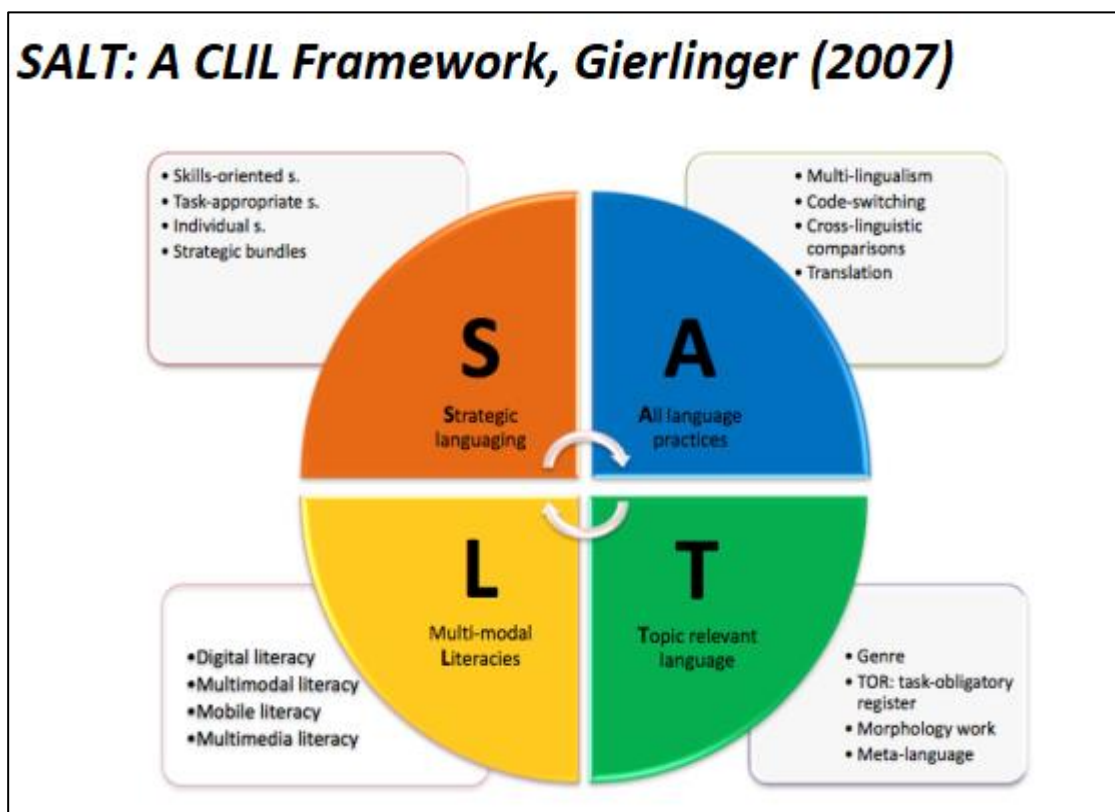 SALT: A CLIL Framework, Gierlinger (2007)
• Skills-oriented s.
• Task-appropriate s.
• Individual s.
• Strategic bundles
• Multi-lingualism
• Code-switching
• Cross-linguistic
comparisons
• Translation
S
Strategic
languaging
A
All language
practices
L
Multi-modal
Literacies
T
Topic relevant
language
•Digital literacy
•Multimodal literacy
•Mobile literacy
•Multimedia literacy
• Genre
• TOR: task-obligatory
register
• Morphology work
• Meta-language